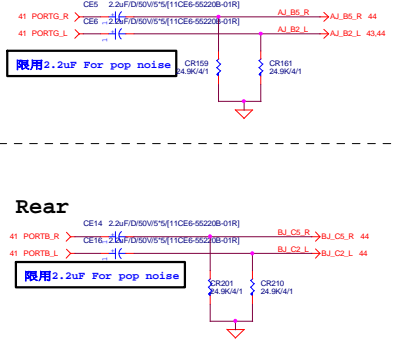 CE5 2.2uF/D/50V/5*5/[11CE6-55220B-01R]
41 PORTG_R AJ_B5_R AJ_B5_R 44
CE6 2.2uF/D/50V/5*5/[11CE6-55220B-01R]
41 PORTG_L AJ_B2_L AJ_B2_L 43,44
限用2.2uF For pop noise
CR159 CR161
24.9K/4/1 24.9K/4/1
Rear
CE14 2.2uF/D/50V/5*5/[11CE6-55220B-01R]
41 PORTB_R BJ_C5_R BJ_C5_R 44
CE16 2.2uF/D/50V/5*5/[11CE6-55220B-01R]
41 PORTB_L BJ_C2_L BJ_C2_L 44
限用2.2uF For pop noise
CR201 CR210
24.9K/4/1 24.9K/4/1